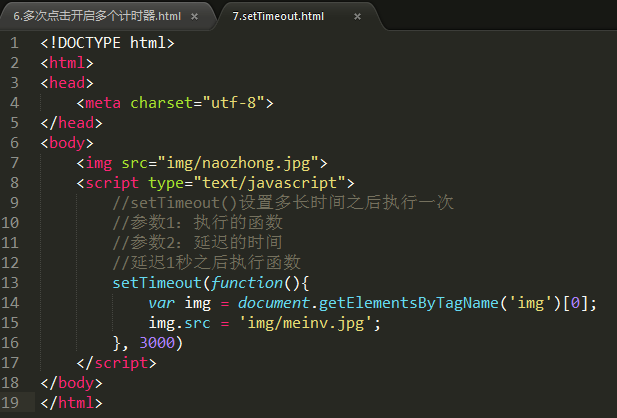 6.多次点击开启多个计时器.html × 7.setTimeout.html ×
1 <!DOCTYPE html>
2 <html>
3 <head>
4     <meta charset="utf-8">
5 </head>
6 <body>
7     <img src="img/naozhong.jpg">
8     <script type="text/javascript">
9         //setTimeout()设置多长时间之后执行一次
10         //参数1：执行的函数
11         //参数2：延迟的时间
12         //延迟1秒之后执行函数
13         setTimeout(function(){
14             var img = document.getElementsByTagName('img')[0];
15             img.src = 'img/meinv.jpg';
16         }, 3000)
17     </script>
18 </body>
19 </html>